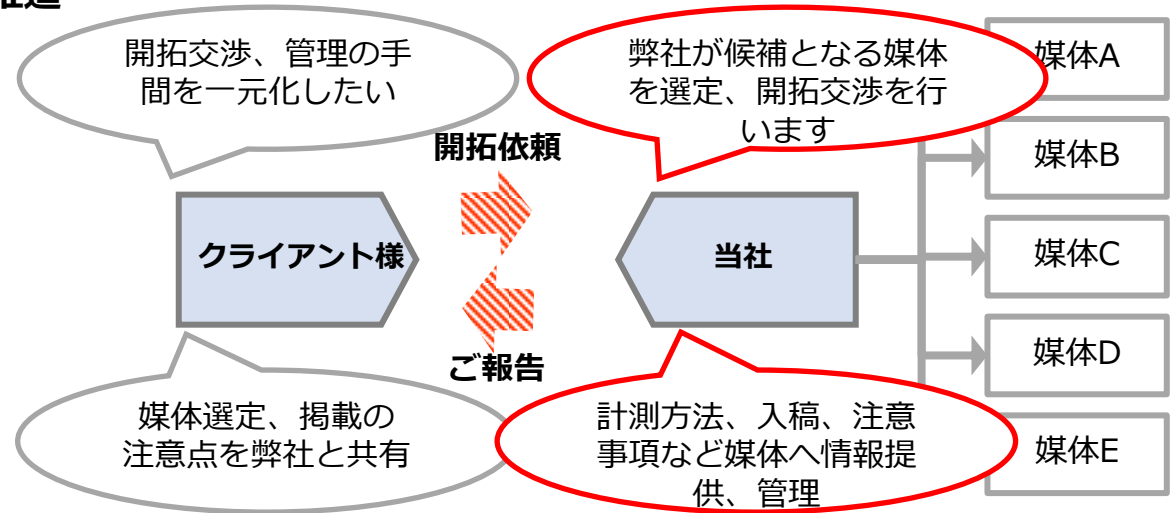 開拓交渉、管理の手
間を一元化したい
弊社が候補となる媒体
を選定、開拓交渉を行
います
媒体A
開拓依頼
媒体B
クライアント様
当社
媒体C
ご報告
媒体D
媒体選定、掲載の
注意点を弊社と共有
計測方法、入稿、注意
事項など媒体へ情報提
供、管理
媒体E